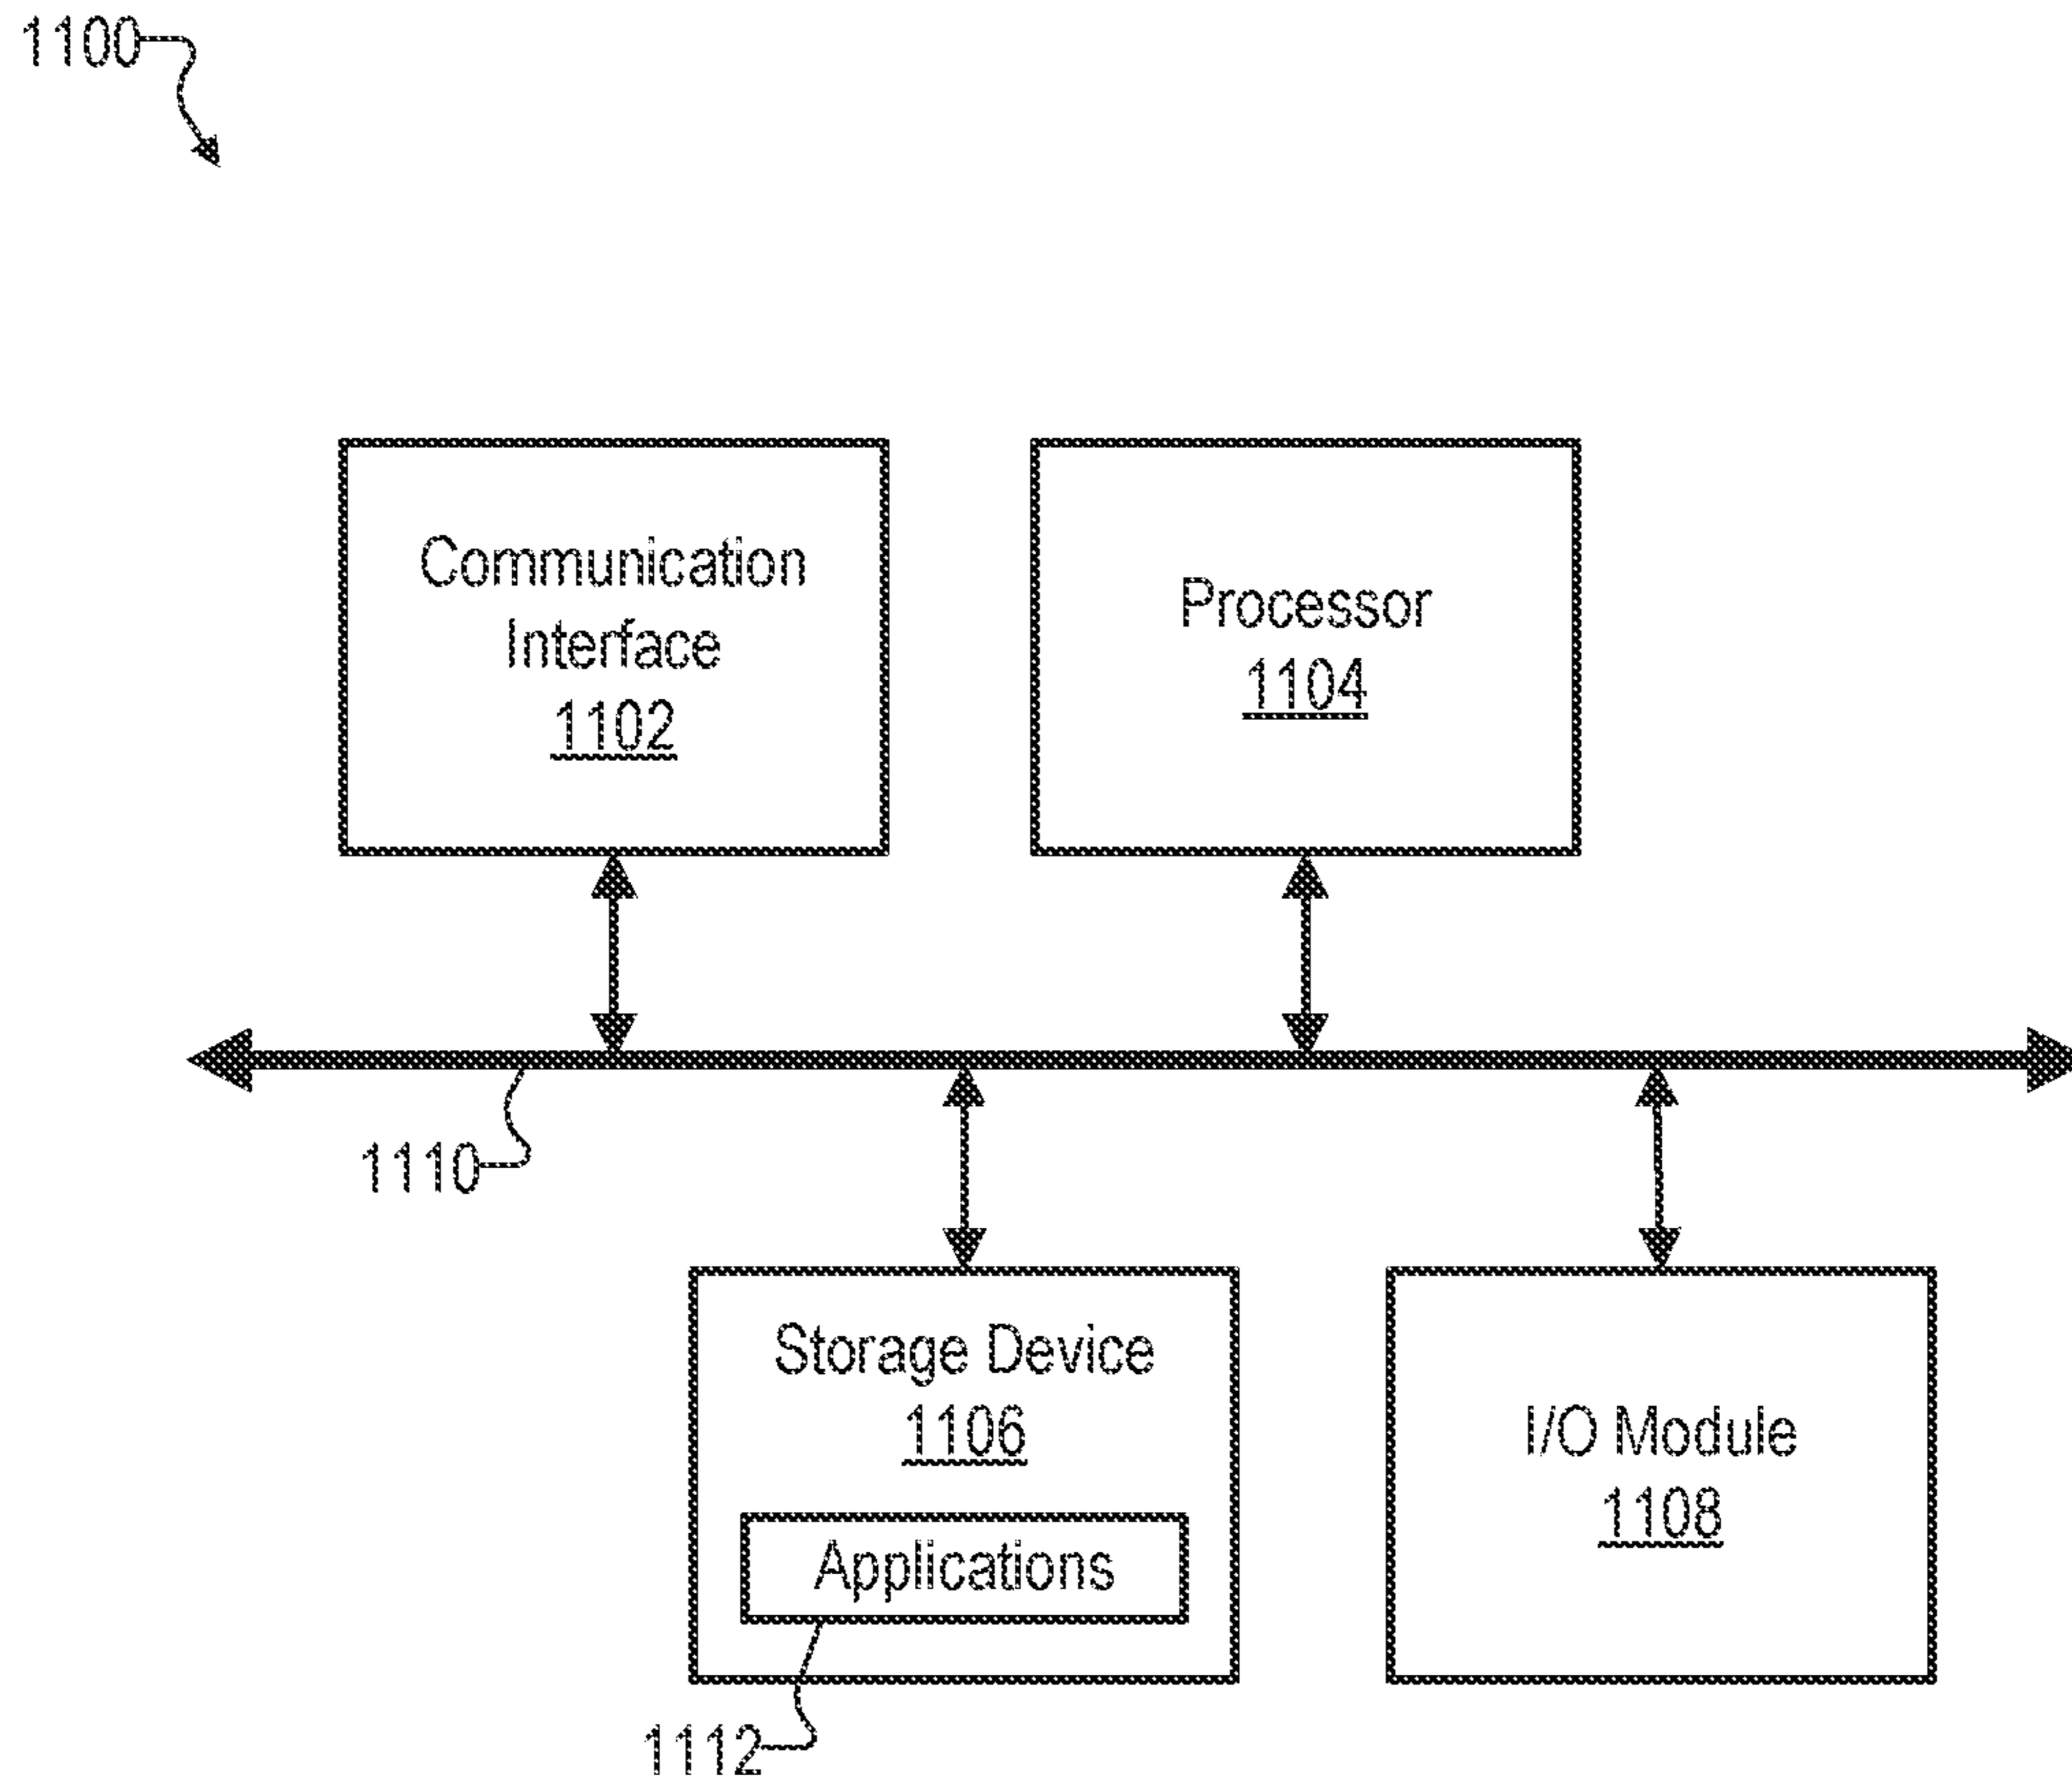 1100
Communication
Interface
1102
Processor
1104
1110
Storage Device
1106
Applications
1112
I/O Module
1108